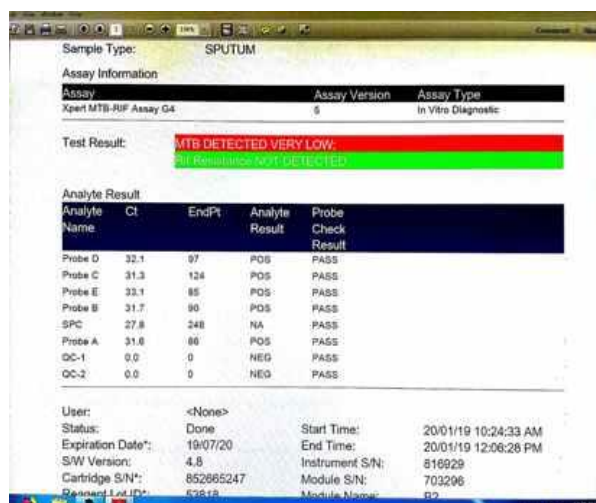 Sample Type: SPUTUM
Assay Information
Assay Assay Version Assay Type
Xpert MTB-RIF Assay G4 5 In Vitro Diagnostic
Test Result: MTB DETECTED VERY LOW;
Rif Resistance NOT DETECTED
Analyte Result
Analyte Name Ct EndPt Analyte Result Probe Check Result
Probe D 32.1 97 POS PASS
Probe C 31.3 124 POS PASS
Probe E 33.1 85 POS PASS
Probe B 31.7 90 POS PASS
SPC 27.8 248 NA PASS
Probe A 31.6 86 POS PASS
QC-1 0.0 0 NEG PASS
QC-2 0.0 0 NEG PASS
User: <None>
Status: Done Start Time: 20/01/19 10:24:33 AM
Expiration Date*: 19/07/20 End Time: 20/01/19 12:06:28 PM
S/W Version: 4.8 Instrument S/N: 816929
Cartridge S/N*: 852665247 Module S/N: 703296
Reagent Lot ID*: 53818 Module Name: B2